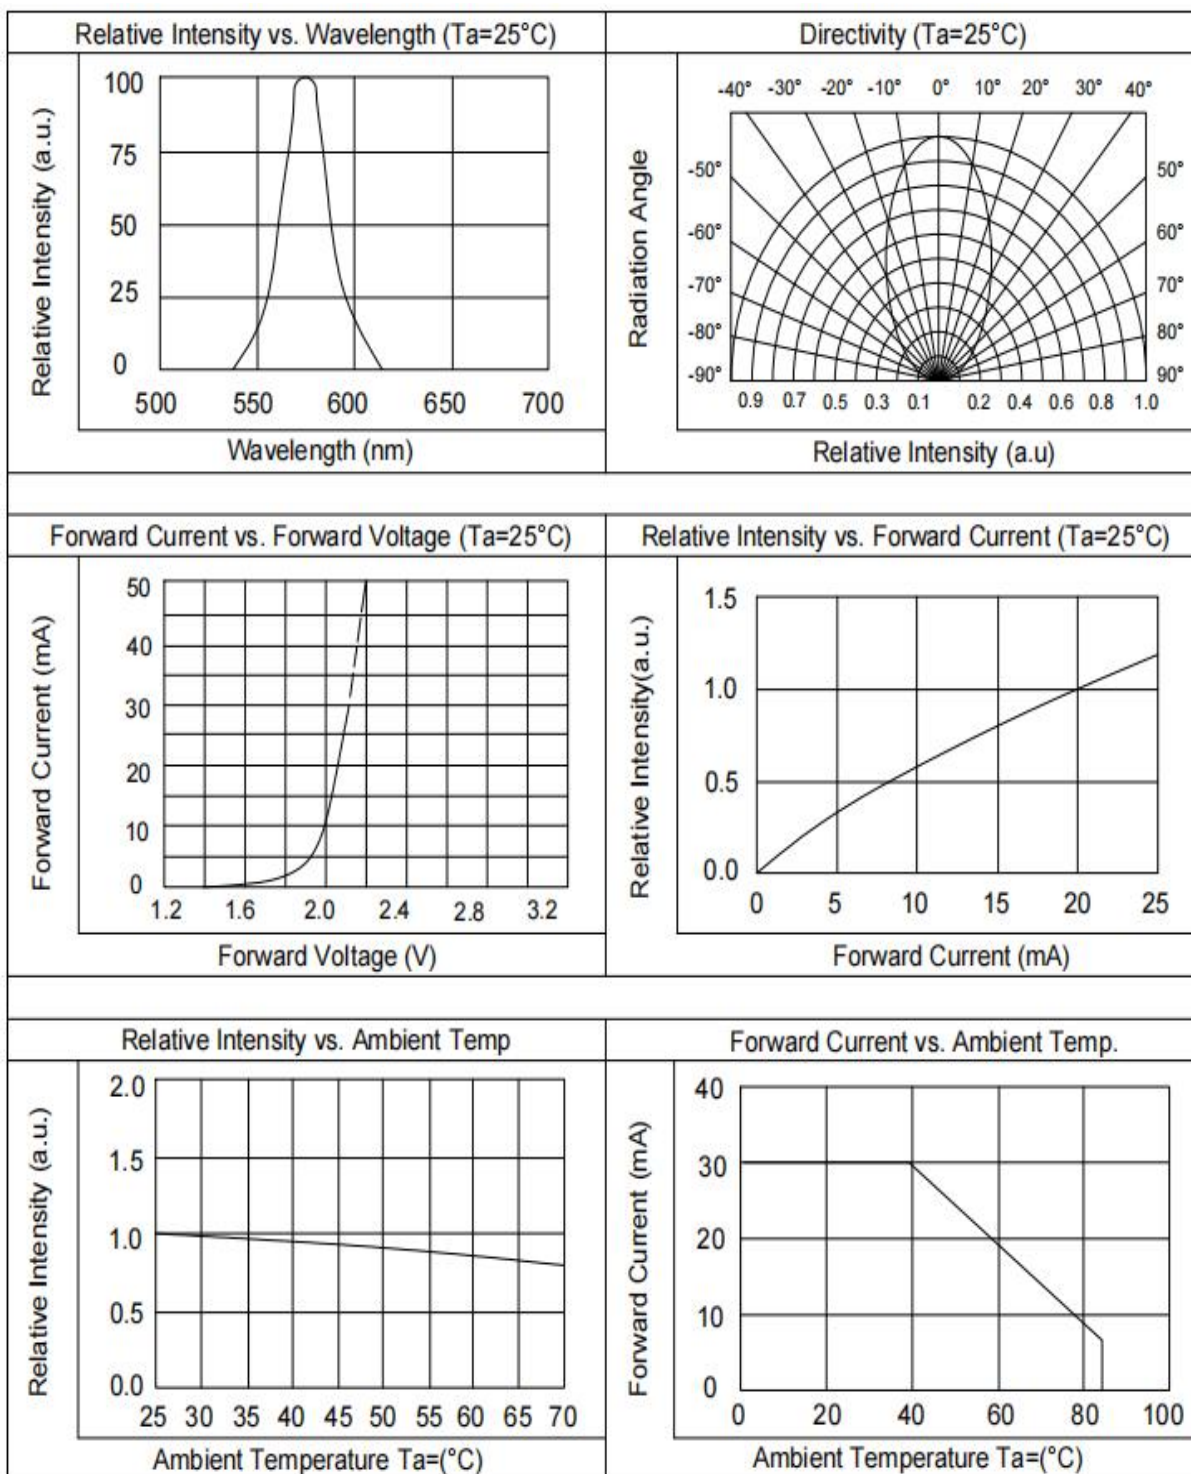 Relative Intensity vs. Wavelength (Ta=25°C)
Relative Intensity (a.u.)
100
75
50
25
0
500 550 600 650 700
Wavelength (nm)
Directivity (Ta=25°C)
Radiation Angle
-40° -30° -20° -10° 0° 10° 20° 30° 40°
-50° 50°
-60° 60°
-70° 70°
-80° 80°
-90° 90°
0.9 0.7 0.5 0.3 0.1 0.2 0.4 0.6 0.8 1.0
Relative Intensity (a.u)
Forward Current vs. Forward Voltage (Ta=25°C)
Forward Current (mA)
50
40
30
20
10
0
1.2 1.6 2.0 2.4 2.8 3.2
Forward Voltage (V)
Relative Intensity vs. Forward Current (Ta=25°C)
Relative Intensity(a.u.)
1.5
1.0
0.5
0.0
0 5 10 15 20 25
Forward Current (mA)
Relative Intensity vs. Ambient Temp
Relative Intensity (a.u.)
2.0
1.5
1.0
0.5
0.0
25 30 35 40 45 50 55 60 65 70
Ambient Temperature Ta=(°C)
Forward Current vs. Ambient Temp.
Forward Current (mA)
40
30
20
10
0
0 20 40 60 80 100
Ambient Temperature Ta=(°C)